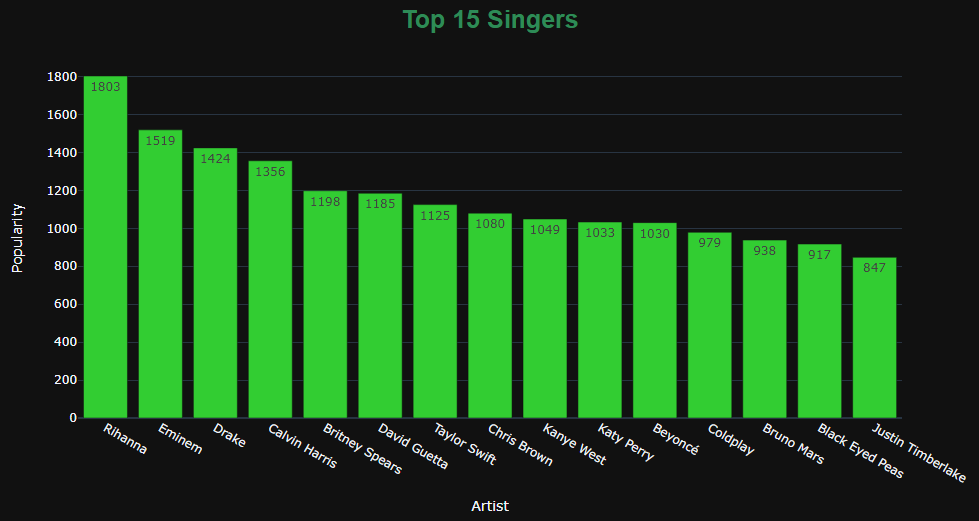 Top 15 Singers
Popularity
1800
1600
1400
1200
1000
800
600
400
200
0
1803
1519
1424
1356
1198
1185
1125
1080
1049
1033
1030
979
938
917
847
Rihanna
Eminem
Drake
Calvin Harris
Britney Spears
David Guetta
Taylor Swift
Chris Brown
Kanye West
Katy Perry
Beyoncé
Coldplay
Bruno Mars
Black Eyed Peas
Justin Timberlake
Artist